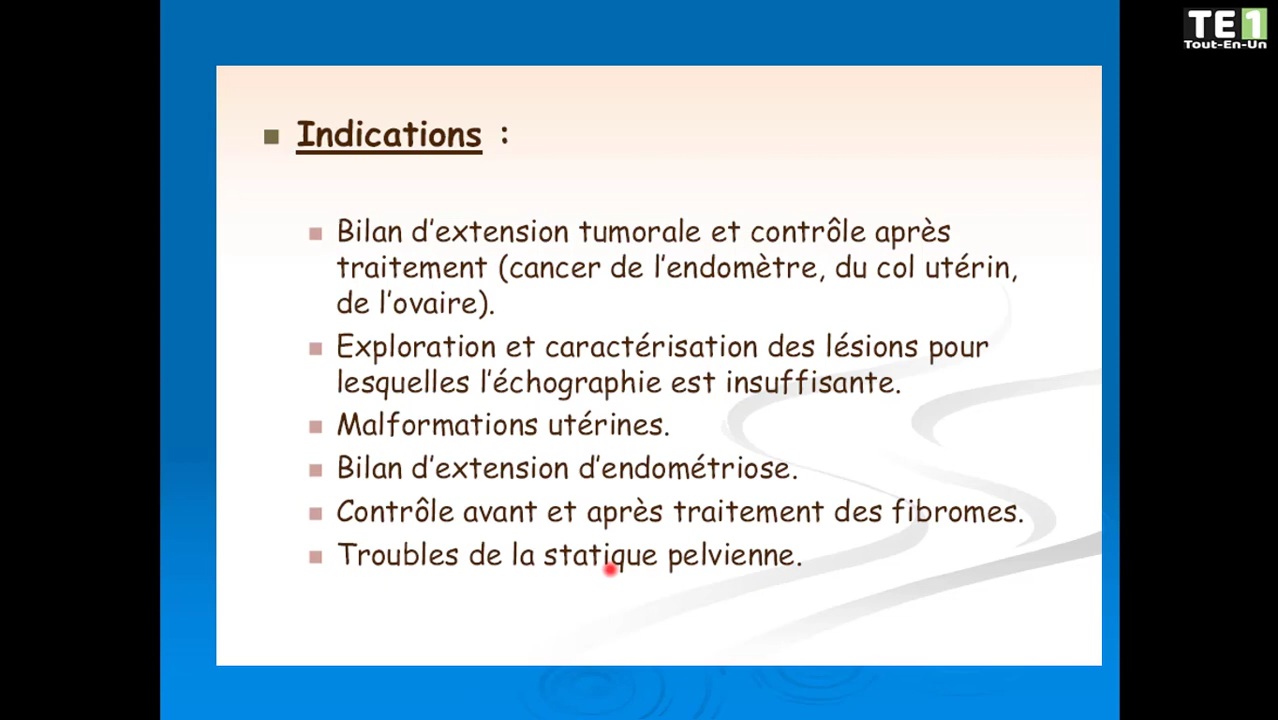 TE1
Tout-En-Un
Indications :
Bilan d’extension tumorale et contrôle après
traitement (cancer de l’endomètre, du col utérin,
de l’ovaire).
Exploration et caractérisation des lésions pour
lesquelles l’échographie est insuffisante.
Malformations utérines.
Bilan d’extension d’endométriose.
Contrôle avant et après traitement des fibromes.
Troubles de la statique pelvienne.